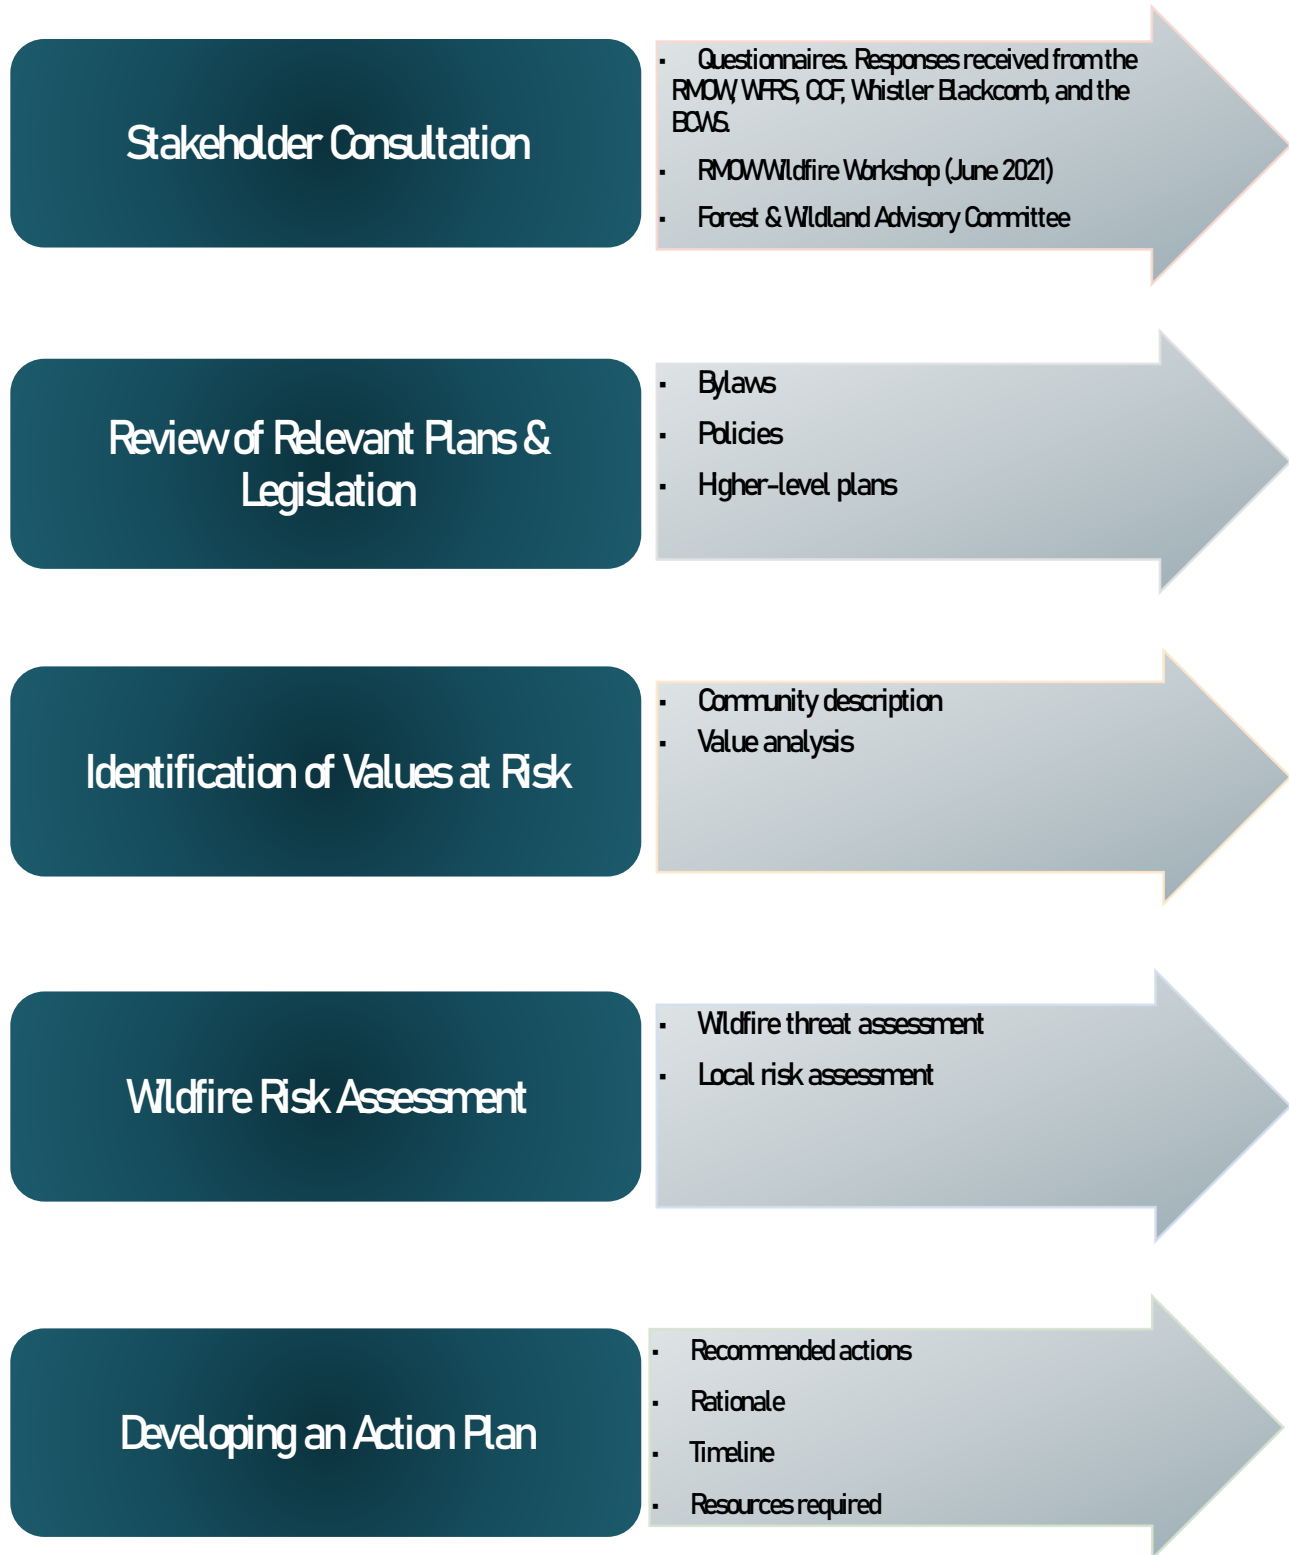 Stakeholder Consultation
▪ Questionnaires. Responses received from the
RMOW, WFRS, CCF, Whistler Blackcomb, and the
BCWS.
▪ RMOW Wildfire Workshop (June 2021)
▪ Forest & Wildland Advisory Committee
Review of Relevant Plans &
Legislation
▪ Bylaws
▪ Policies
▪ Higher-level plans
Identification of Values at Risk
▪ Community description
▪ Value analysis
Wildfire Risk Assessment
▪ Wildfire threat assessment
▪ Local risk assessment
Developing an Action Plan
▪ Recommended actions
▪ Rationale
▪ Timeline
▪ Resources required